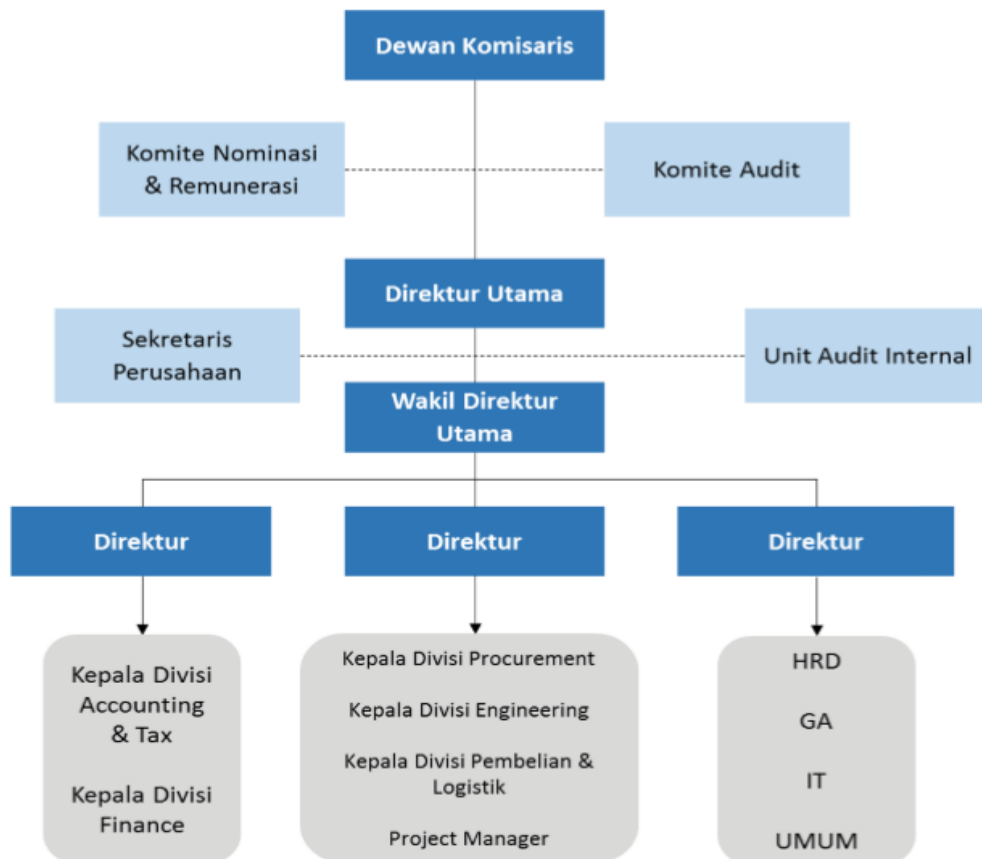 Dewan Komisaris
Komite Nominasi
& Remunerasi
Komite Audit
Direktur Utama
Sekretaris
Perusahaan
Unit Audit Internal
Wakil Direktur
Utama
Direktur
Direktur
Direktur
Kepala Divisi
Accounting
& Tax
Kepala Divisi
Finance
Kepala Divisi Procurement
Kepala Divisi Engineering
Kepala Divisi Pembelian &
Logistik
Project Manager
HRD
GA
IT
UMUM